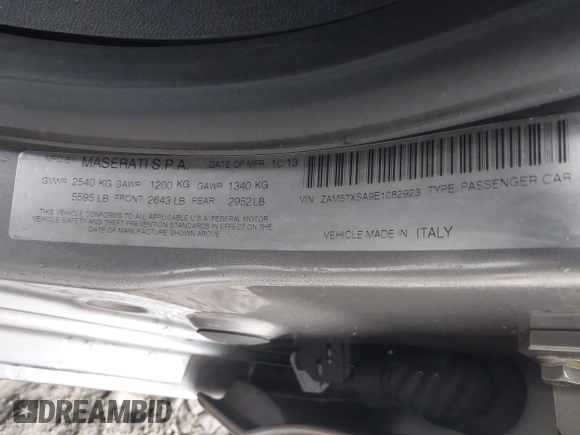 MFD BY MASERATI S.P.A. DATE OF MFR 10/13
GVWR 2540 KG GAWR 1200 KG GAWR 1340 KG
5595 LB FRONT 2643 LB REAR 2952 LB
THIS VEHICLE CONFORMS TO ALL APPLICABLE U.S.A. FEDERAL MOTOR
VEHICLE SAFETY AND THEFT PREVENTION STANDARDS IN EFFECT ON THE
DATE OF MANUFACTURE SHOWN ABOVE.
VIN: ZAM57XSA9E1082923 TYPE: PASSENGER CAR
VEHICLE MADE IN ITALY
DREAMBID